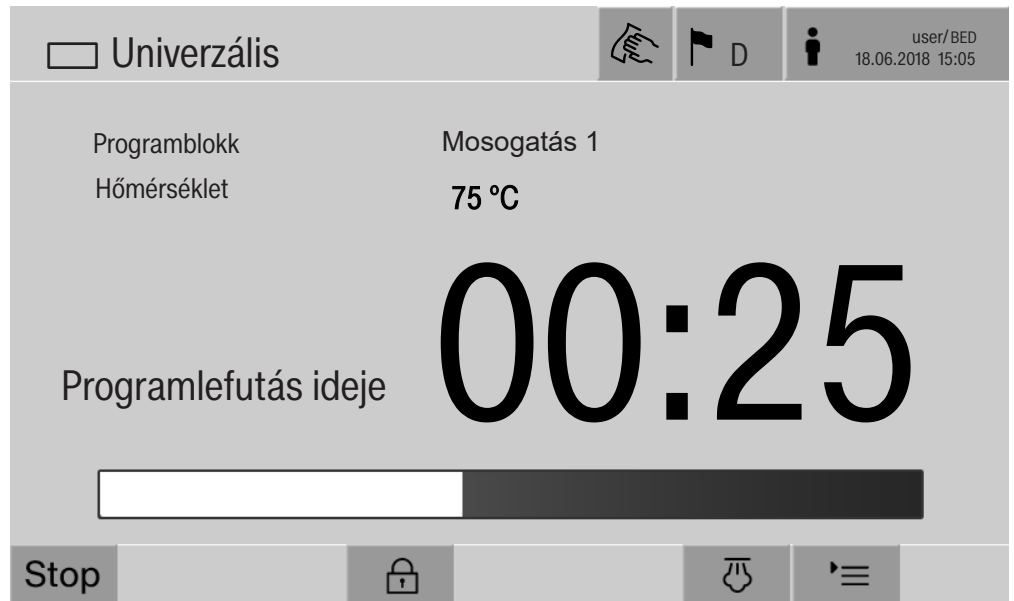 Univerzális
D
user/BED
18.06.2018 15:05
Programblokk Mosogatás 1
Hőmérséklet 75 °C
Programlefutás ideje 00:25
Stop